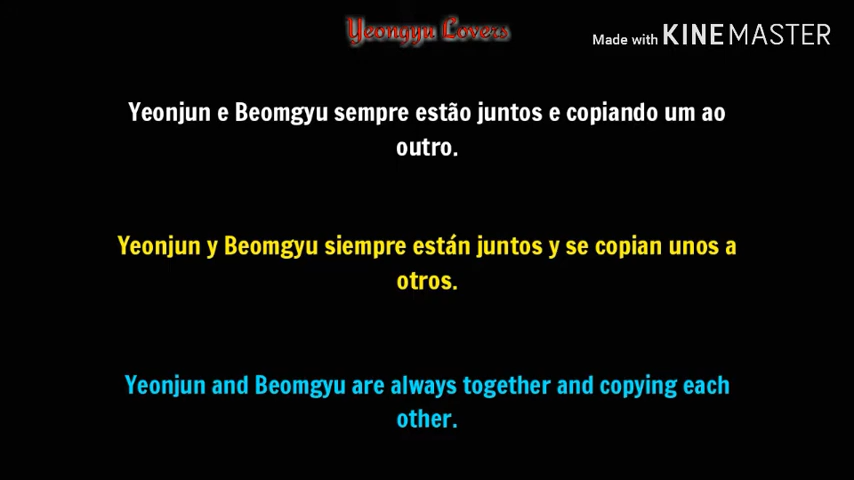 Yeongyu Lovers
Made with KINEMASTER
Yeonjun e Beomgyu sempre estão juntos e copiando um ao
outro.
Yeonjun y Beomgyu siempre están juntos y se copian unos a
otros.
Yeonjun and Beomgyu are always together and copying each
other.